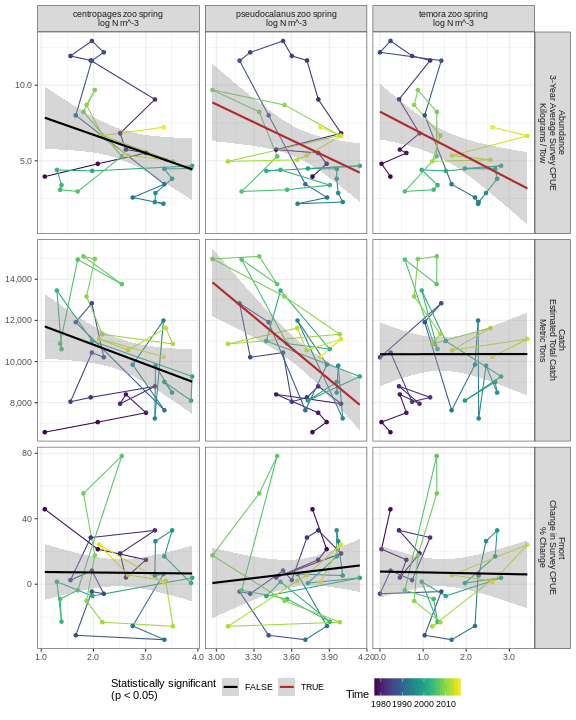 centropages zoo spring
log N m^-3
pseudocalanus zoo spring
log N m^-3
temora zoo spring
log N m^-3
10.0
5.0
Abundance
3-Year Average Survey CPUE
Kilograms / Tow
14,000
12,000
10,000
8,000
Catch
Estimated Total Catch
Metric Tons
80
40
0
Fmort
Change in Survey CPUE
% Change
1.0 2.0 3.0 4.0
3.00 3.30 3.60 3.90 4.20
0.0 1.0 2.0 3.0
Statistically significant
(p < 0.05)
FALSE
TRUE
Time
1980 1990 2000 2010